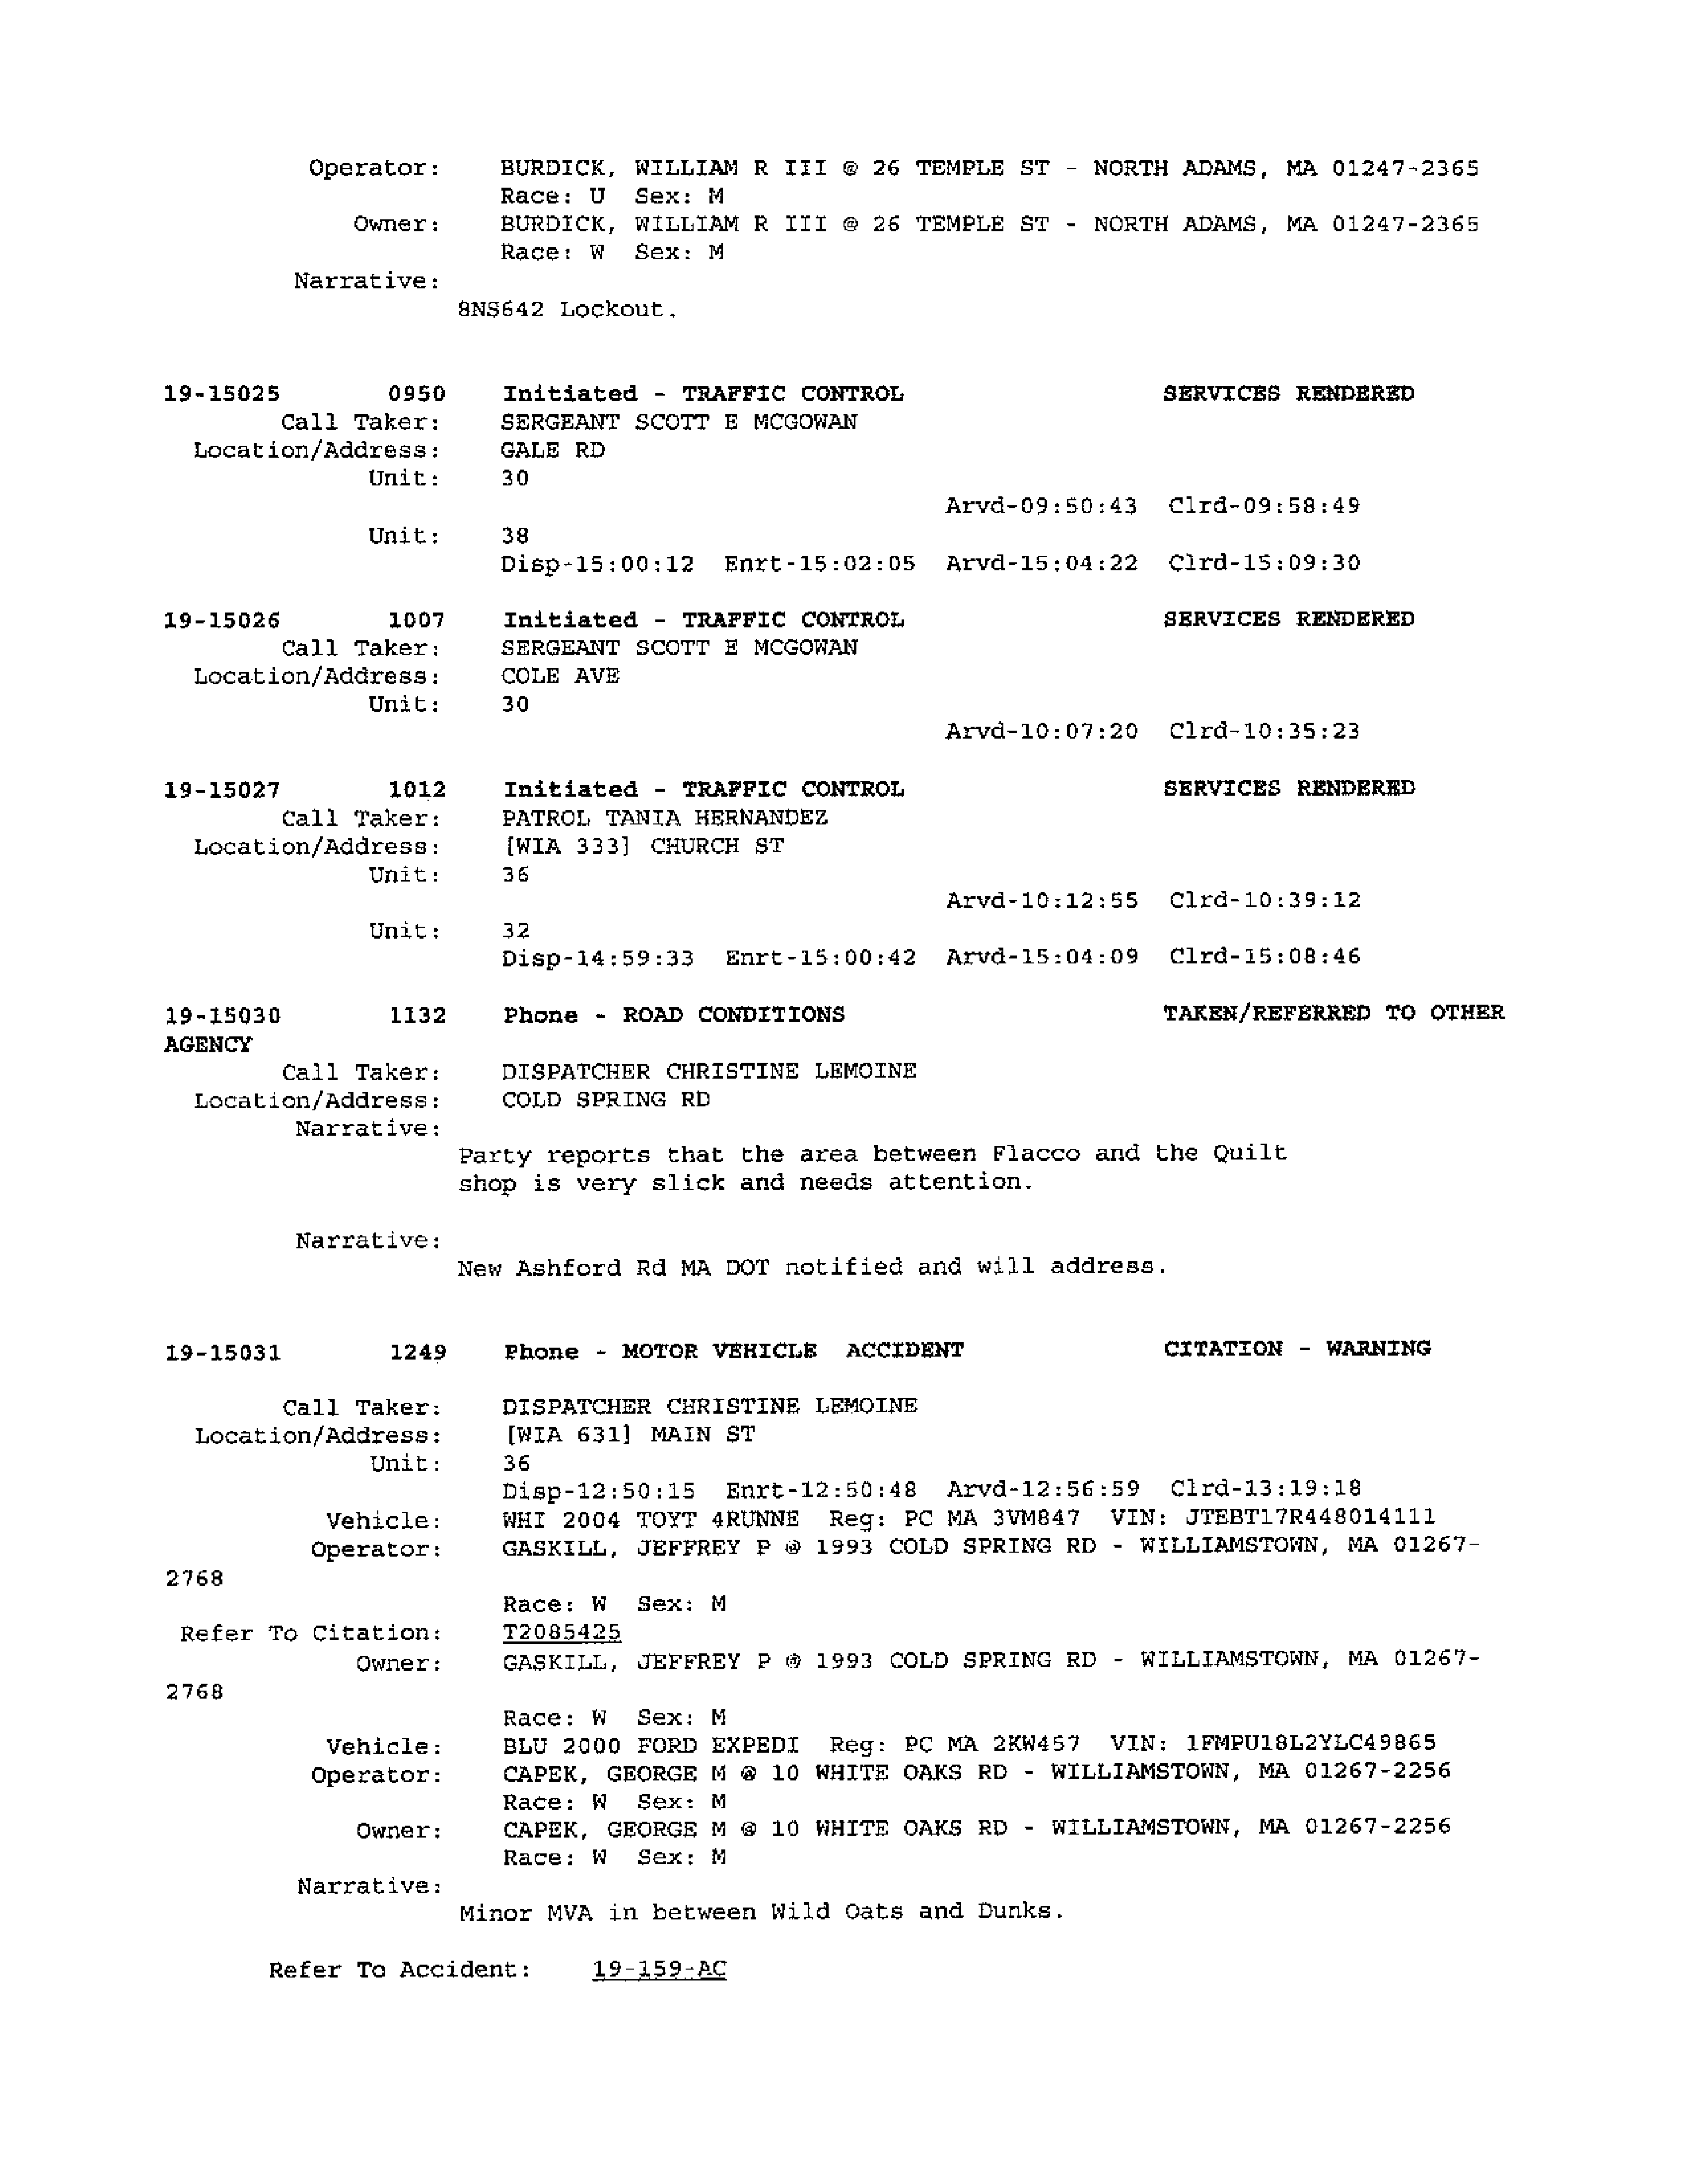 Operator: BURDICK, WILLIAM R III @ 26 TEMPLE ST - NORTH ADAMS, MA 01247-2365
Race: U Sex: M
Owner: BURDICK, WILLIAM R III @ 26 TEMPLE ST - NORTH ADAMS, MA 01247-2365
Race: W Sex: M
Narrative:
8NS642 Lockout.
19-15025 0950 Initiated - TRAFFIC CONTROL SERVICES RENDERED
Call Taker: SERGEANT SCOTT E MCGOWAN
Location/Address: GALE RD
Unit: 30
Arvd-09:50:43 Clrd-09:58:49
Unit: 38
Disp-15:00:12 Enrt-15:02:05 Arvd-15:04:22 Clrd-15:09:30
19-15026 1007 Initiated - TRAFFIC CONTROL SERVICES RENDERED
Call Taker: SERGEANT SCOTT E MCGOWAN
Location/Address: COLE AVE
Unit: 30
Arvd-10:07:20 Clrd-10:35:23
19-15027 1012 Initiated - TRAFFIC CONTROL SERVICES RENDERED
Call Taker: PATROL TANIA HERNANDEZ
Location/Address: [WIA 333] CHURCH ST
Unit: 36
Arvd-10:12:55 Clrd-10:39:12
Unit: 32
Disp-14:59:33 Enrt-15:00:42 Arvd-15:04:09 Clrd-15:08:46
19-15030 1132 Phone - ROAD CONDITIONS TAKEN/REFERRED TO OTHER
AGENCY
Call Taker: DISPATCHER CHRISTINE LEMOINE
Location/Address: COLD SPRING RD
Narrative:
Party reports that the area between Flacco and the Quilt
shop is very slick and needs attention.
Narrative:
New Ashford Rd MA DOT notified and will address.
19-15031 1249 Phone - MOTOR VEHICLE ACCIDENT CITATION - WARNING
Call Taker: DISPATCHER CHRISTINE LEMOINE
Location/Address: [WIA 631] MAIN ST
Unit: 36
Disp-12:50:15 Enrt-12:50:48 Arvd-12:56:59 Clrd-13:19:18
Vehicle: WHI 2004 TOYT 4RUNNE Reg: PC MA 3VM847 VIN: JTEBT17R448014111
Operator: GASKILL, JEFFREY P @ 1993 COLD SPRING RD - WILLIAMSTOWN, MA 01267-
2768
Race: W Sex: M
Refer To Citation: T2085425
Owner: GASKILL, JEFFREY P @ 1993 COLD SPRING RD - WILLIAMSTOWN, MA 01267-
2768
Race: W Sex: M
Vehicle: BLU 2000 FORD EXPEDI Reg: PC MA 2KW457 VIN: 1FMPU18L2YLC49865
Operator: CAPEK, GEORGE M @ 10 WHITE OAKS RD - WILLIAMSTOWN, MA 01267-2256
Race: W Sex: M
Owner: CAPEK, GEORGE M @ 10 WHITE OAKS RD - WILLIAMSTOWN, MA 01267-2256
Race: W Sex: M
Narrative:
Minor MVA in between Wild Oats and Dunks.
Refer To Accident: 19-159-AC